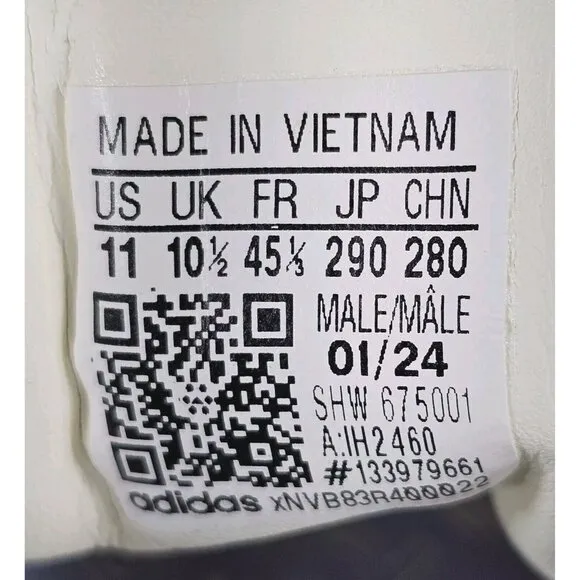 MADE IN VIETNAM
US UK FR JP CHN
11 10½ 45⅓ 290 280
MALE/MÂLE
01/24
SHW 675001
A:IH2460
#133979661
adidas xNVB83R4000022